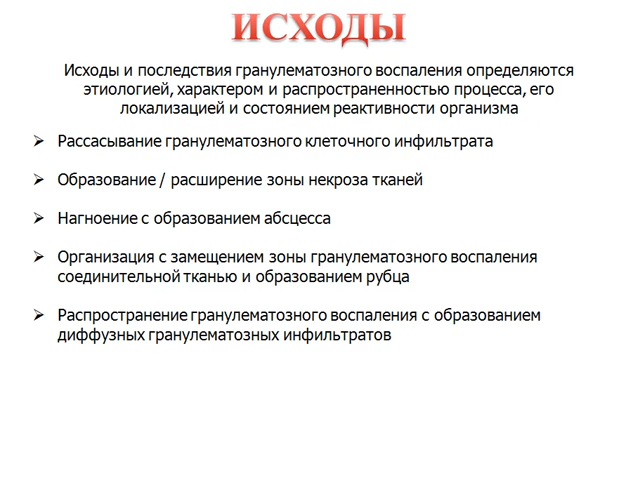 ИСХОДЫ
Исходы и последствия гранулематозного воспаления определяются
этиологией, характером и распространенностью процесса, его
локализацией и состоянием реактивности организма
Рассасывание гранулематозного клеточного инфильтрата
Образование / расширение зоны некроза тканей
Нагноение с образованием абсцесса
Организация с замещением зоны гранулематозного воспаления
соединительной тканью и образованием рубца
Распространение гранулематозного воспаления с образованием
диффузных гранулематозных инфильтратов